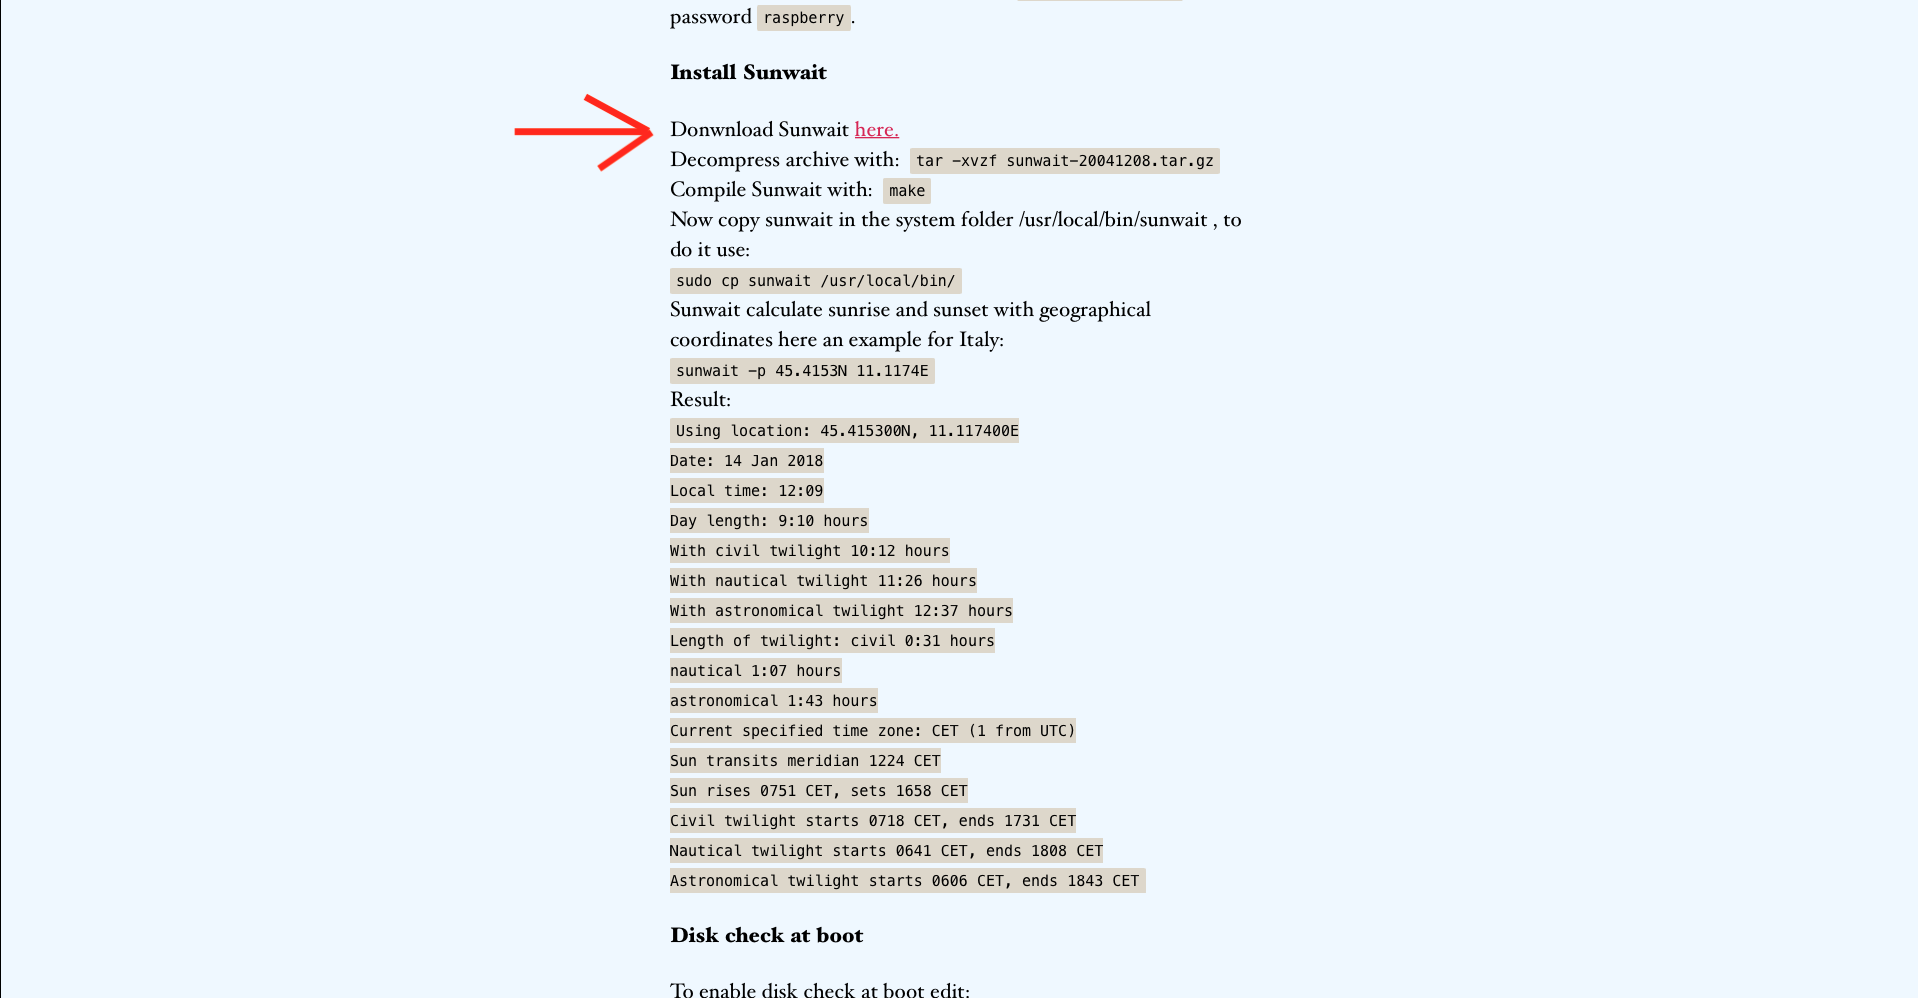 password raspberry .
Install Sunwait
Donwnload Sunwait here.
Decompress archive with: tar -xvzf sunwait-20041208.tar.gz
Compile Sunwait with: make
Now copy sunwait in the system folder /usr/local/bin/sunwait , to
do it use:
sudo cp sunwait /usr/local/bin/
Sunwait calculate sunrise and sunset with geographical
coordinates here an example for Italy:
sunwait -p 45.4153N 11.1174E
Result:
Using location: 45.415300N, 11.117400E
Date: 14 Jan 2018
Local time: 12:09
Day length: 9:10 hours
With civil twilight 10:12 hours
With nautical twilight 11:26 hours
With astronomical twilight 12:37 hours
Length of twilight: civil 0:31 hours
nautical 1:07 hours
astronomical 1:43 hours
Current specified time zone: CET (1 from UTC)
Sun transits meridian 1224 CET
Sun rises 0751 CET, sets 1658 CET
Civil twilight starts 0718 CET, ends 1731 CET
Nautical twilight starts 0641 CET, ends 1808 CET
Astronomical twilight starts 0606 CET, ends 1843 CET
Disk check at boot
To enable disk check at boot edit: